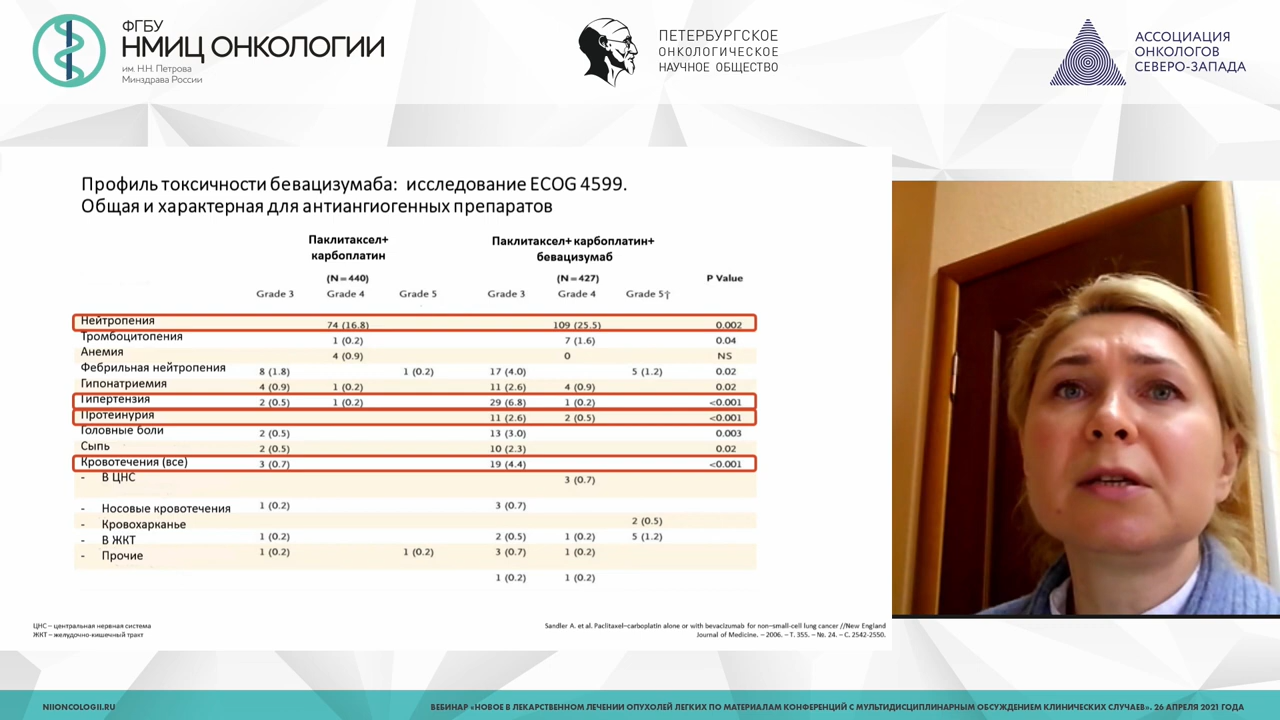 ФГБУ
НМИЦ ОНКОЛОГИИ
им. Н.Н. Петрова
Минздрава России
ПЕТЕРБУРГСКОЕ
ОНКОЛОГИЧЕСКОЕ
НАУЧНОЕ ОБЩЕСТВО
АССОЦИАЦИЯ
ОНКОЛОГОВ
СЕВЕРО-ЗАПАДА
Профиль токсичности бевацизумаба: исследование ECOG 4599.
Общая и характерная для антиангиогенных препаратов
Паклитаксел+ карбоплатин
Паклитаксел+ карбоплатин+ бевацизумаб
(N=440) (N=427) P Value
Grade 3 Grade 4 Grade 5 Grade 3 Grade 4 Grade 5†
Нейтропения 74 (16.8) 109 (25.5) 0.002
Тромбоцитопения 1 (0.2) 7 (1.6) 0.04
Анемия 4 (0.9) 0 NS
Фебрильная нейтропения 8 (1.8) 1 (0.2) 17 (4.0) 5 (1.2) 0.02
Гипонатриемия 4 (0.9) 1 (0.2) 11 (2.6) 4 (0.9) 0.02
Гипертензия 2 (0.5) 1 (0.2) 29 (6.8) 1 (0.2) <0.001
Протеинурия 11 (2.6) 2 (0.5) <0.001
Головные боли 2 (0.5) 13 (3.0) 0.003
Сыпь 2 (0.5) 10 (2.3) 0.02
Кровотечения (все) 3 (0.7) 19 (4.4) <0.001
- В ЦНС 3 (0.7)
- Носовые кровотечения 1 (0.2) 3 (0.7)
- Кровохарканье 2 (0.5)
- В ЖКТ 1 (0.2) 2 (0.5) 1 (0.2) 5 (1.2)
- Прочие 1 (0.2) 1 (0.2) 3 (0.7) 1 (0.2)
1 (0.2) 1 (0.2)
ЦНС – центральная нервная система
ЖКТ – желудочно-кишечный тракт
Sandler A. et al. Paclitaxel–carboplatin alone or with bevacizumab for non–small-cell lung cancer //New England
Journal of Medicine. – 2006. – Т. 355. – №. 24. – С. 2542-2550.
NIIONCOLOGII.RU
ВЕБИНАР «НОВОЕ В ЛЕКАРСТВЕННОМ ЛЕЧЕНИИ ОПУХОЛЕЙ ЛЕГКИХ ПО МАТЕРИАЛАМ КОНФЕРЕНЦИЙ С МУЛЬТИДИСЦИПЛИНАРНЫМ ОБСУЖДЕНИЕМ КЛИНИЧЕСКИХ СЛУЧАЕВ». 26 АПРЕЛЯ 2021 ГОДА